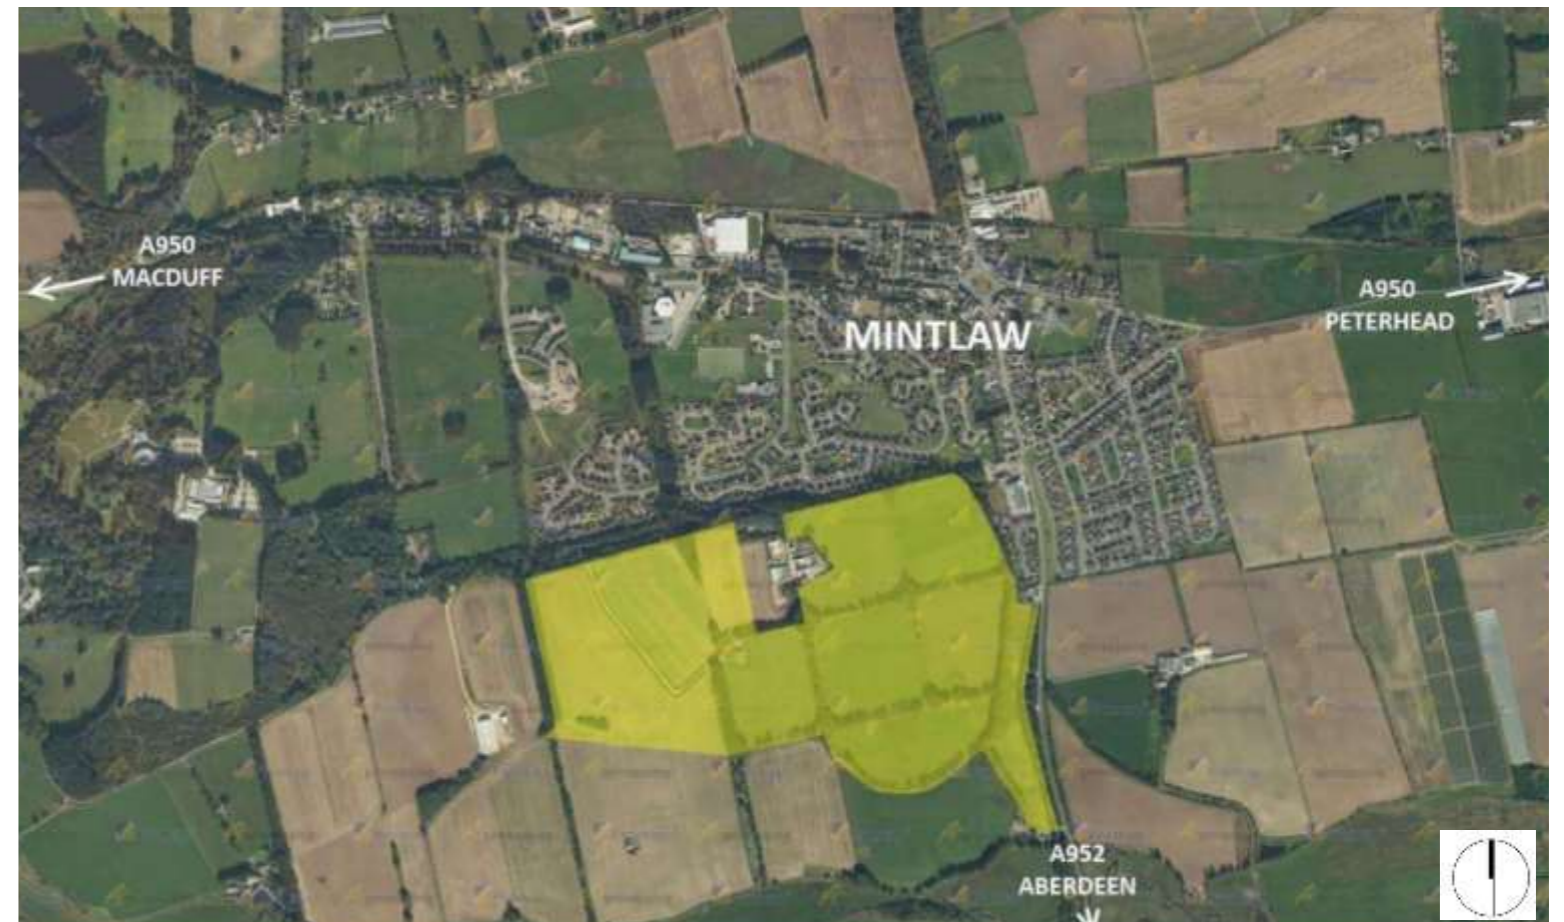 A950
MACDUFF
A950
PETERHEAD
MINTLAW
A952
ABERDEEN